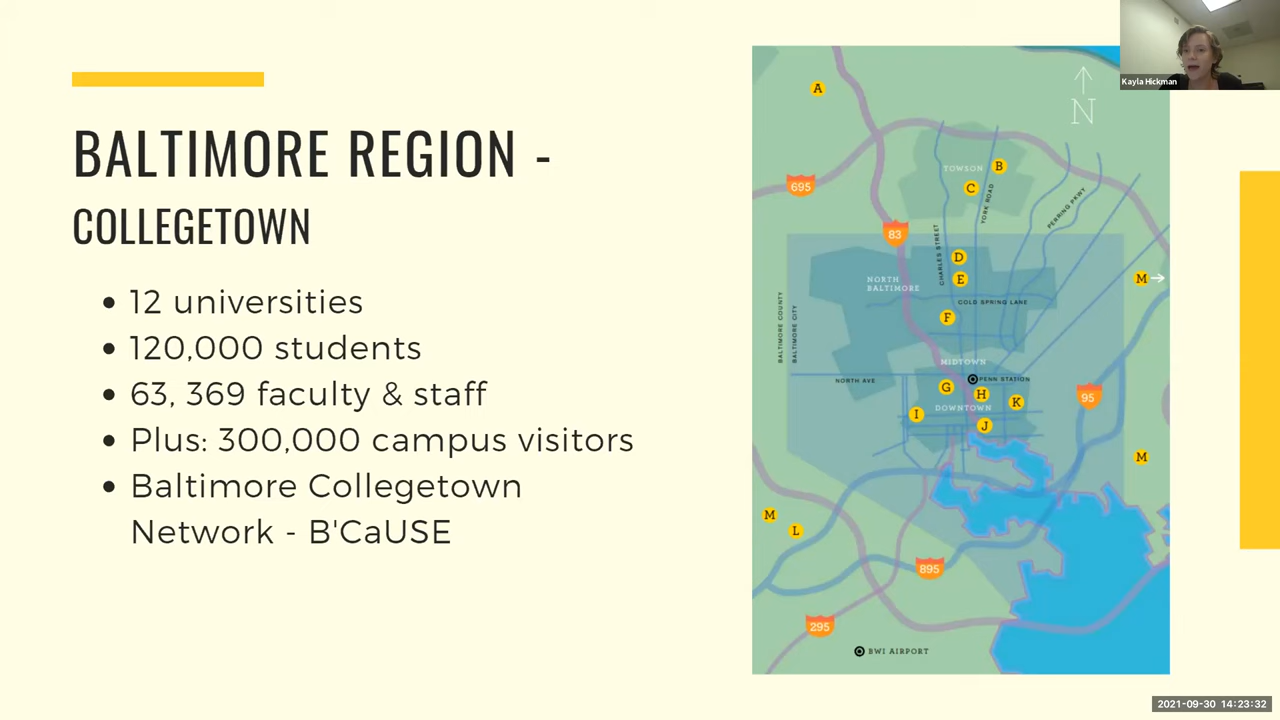 BALTIMORE REGION -
COLLEGETOWN
12 universities
120,000 students
63, 369 faculty & staff
Plus: 300,000 campus visitors
Baltimore Collegetown
Network - B'CaUSE
Kayla Hickman
A
N
TOWSON
B
C
695
YORK ROAD
PERRING PKWY
83
CHARLES STREET
D
NORTH
BALTIMORE
E
M
COLD SPRING LANE
BALTIMORE COUNTY
BALTIMORE CITY
F
MIDTOWN
NORTH AVE
PENN STATION
G
H
K
95
DOWNTOWN
I
J
M
M
L
895
295
BWI AIRPORT
2021-09-30 14:23:32